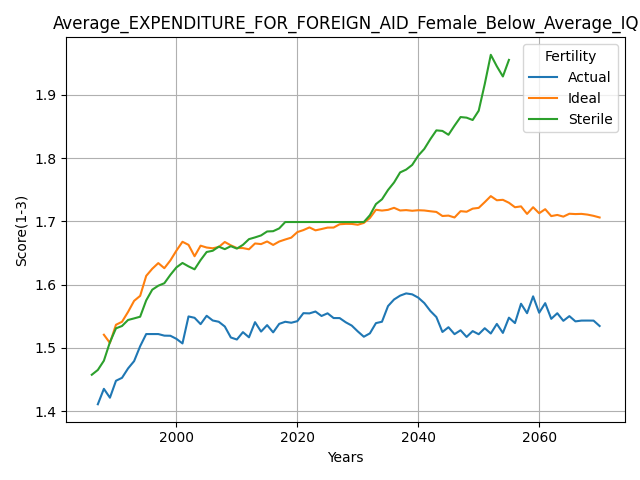 Average_EXPENDITURE_FOR_FOREIGN_AID_Female_Below_Average_IQ
Fertility
Actual
Ideal
Sterile
Score(1-3)
1.9
1.8
1.7
1.6
1.5
1.4
2000
2020
2040
2060
Years